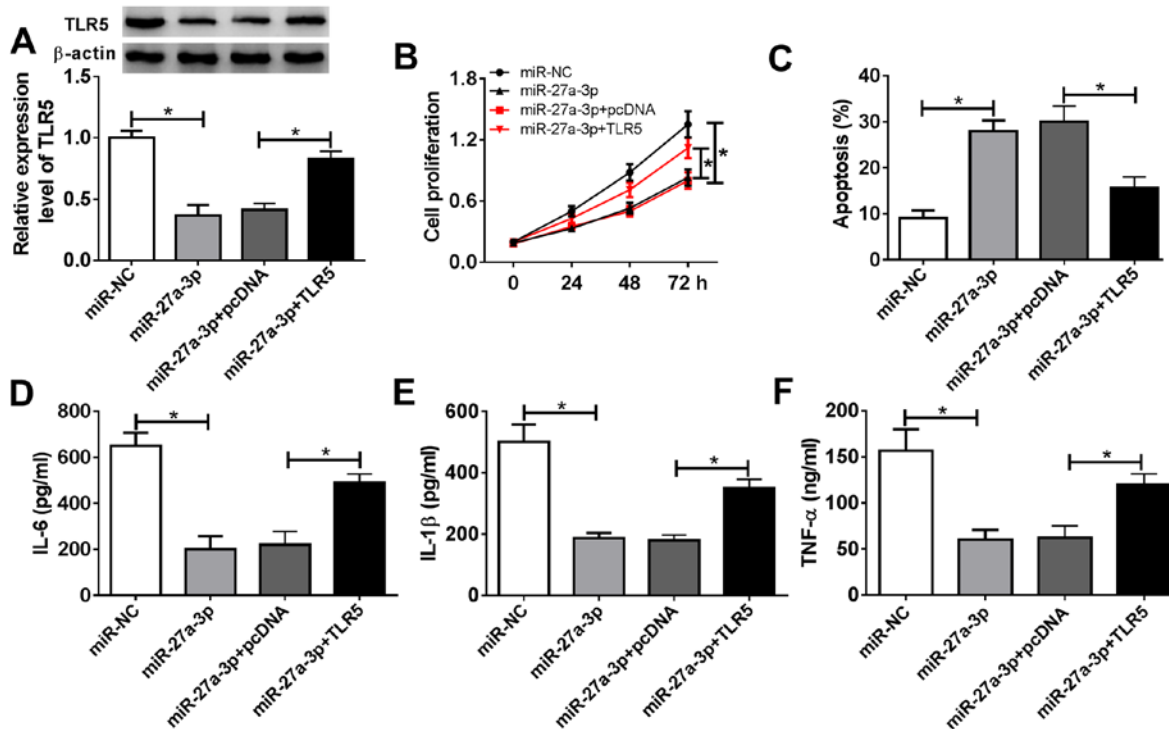 A
TLR5
β-actin
Relative expression
level of TLR5
1.5
1.0
0.5
0.0
*
*
miR-NC
miR-27a-3p
miR-27a-3p+pcDNA
miR-27a-3p+TLR5
B
miR-NC
miR-27a-3p
miR-27a-3p+pcDNA
miR-27a-3p+TLR5
Cell proliferation
1.8
1.2
0.6
0.0
*
*
0 24 48 72 h
C
Apoptosis (%)
40
30
20
10
0
*
*
miR-NC
miR-27a-3p
miR-27a-3p+pcDNA
miR-27a-3p+TLR5
D
IL-6 (pg/ml)
800
600
400
200
0
*
*
miR-NC
miR-27a-3p
miR-27a-3p+pcDNA
miR-27a-3p+TLR5
E
IL-1β (pg/ml)
600
400
200
0
*
*
miR-NC
miR-27a-3p
miR-27a-3p+pcDNA
miR-27a-3p+TLR5
F
TNF-α (ng/ml)
200
150
100
50
0
*
*
miR-NC
miR-27a-3p
miR-27a-3p+pcDNA
miR-27a-3p+TLR5